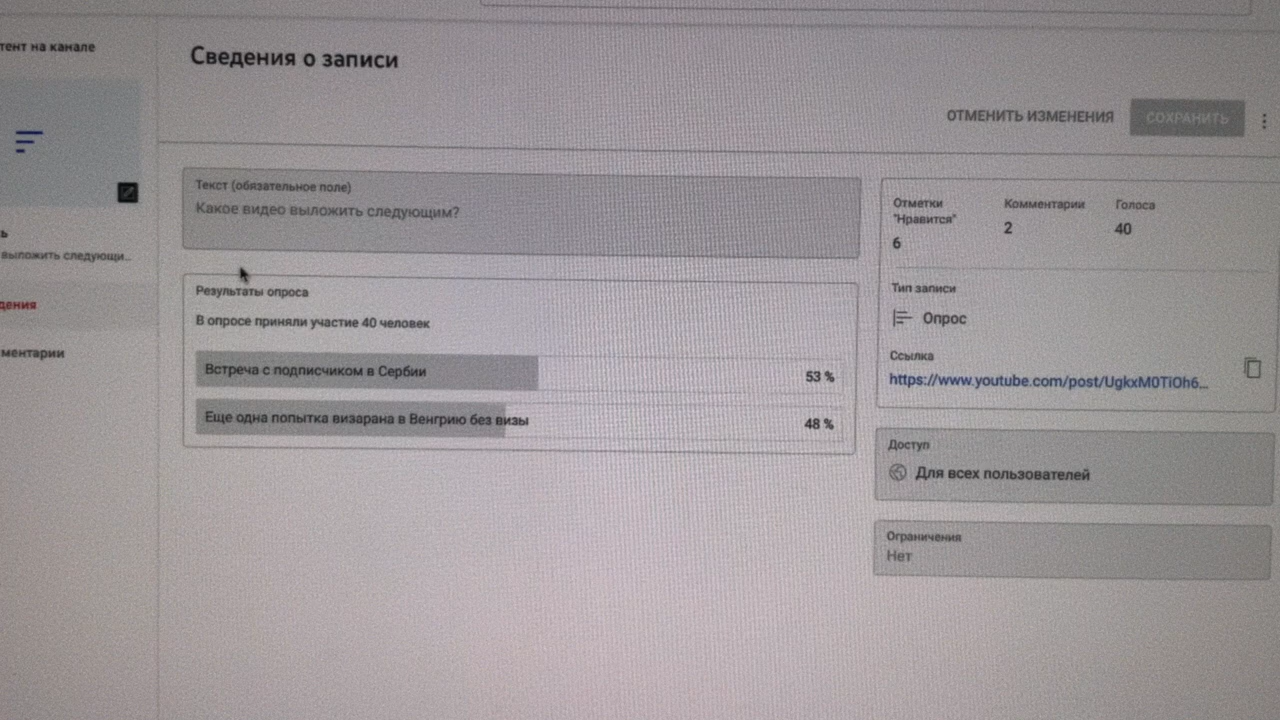 тент на канале
Сведения о записи
ОТМЕНИТЬ ИЗМЕНЕНИЯ
СОХРАНИТЬ
Текст (обязательное поле)
Какое видео выложить следующим?
Отметки
"Нравится"
6
Комментарии
2
Голоса
40
ь
выложить следующи...
дения
ментарии
Результаты опроса
В опросе приняли участие 40 человек
Встреча с подписчиком в Сербии
53 %
Еще одна попытка визарана в Венгрию без визы
48 %
Тип записи
Опрос
Ссылка
https://www.youtube.com/post/UgkxM0TiOh6...
Доступ
Для всех пользователей
Ограничения
Нет